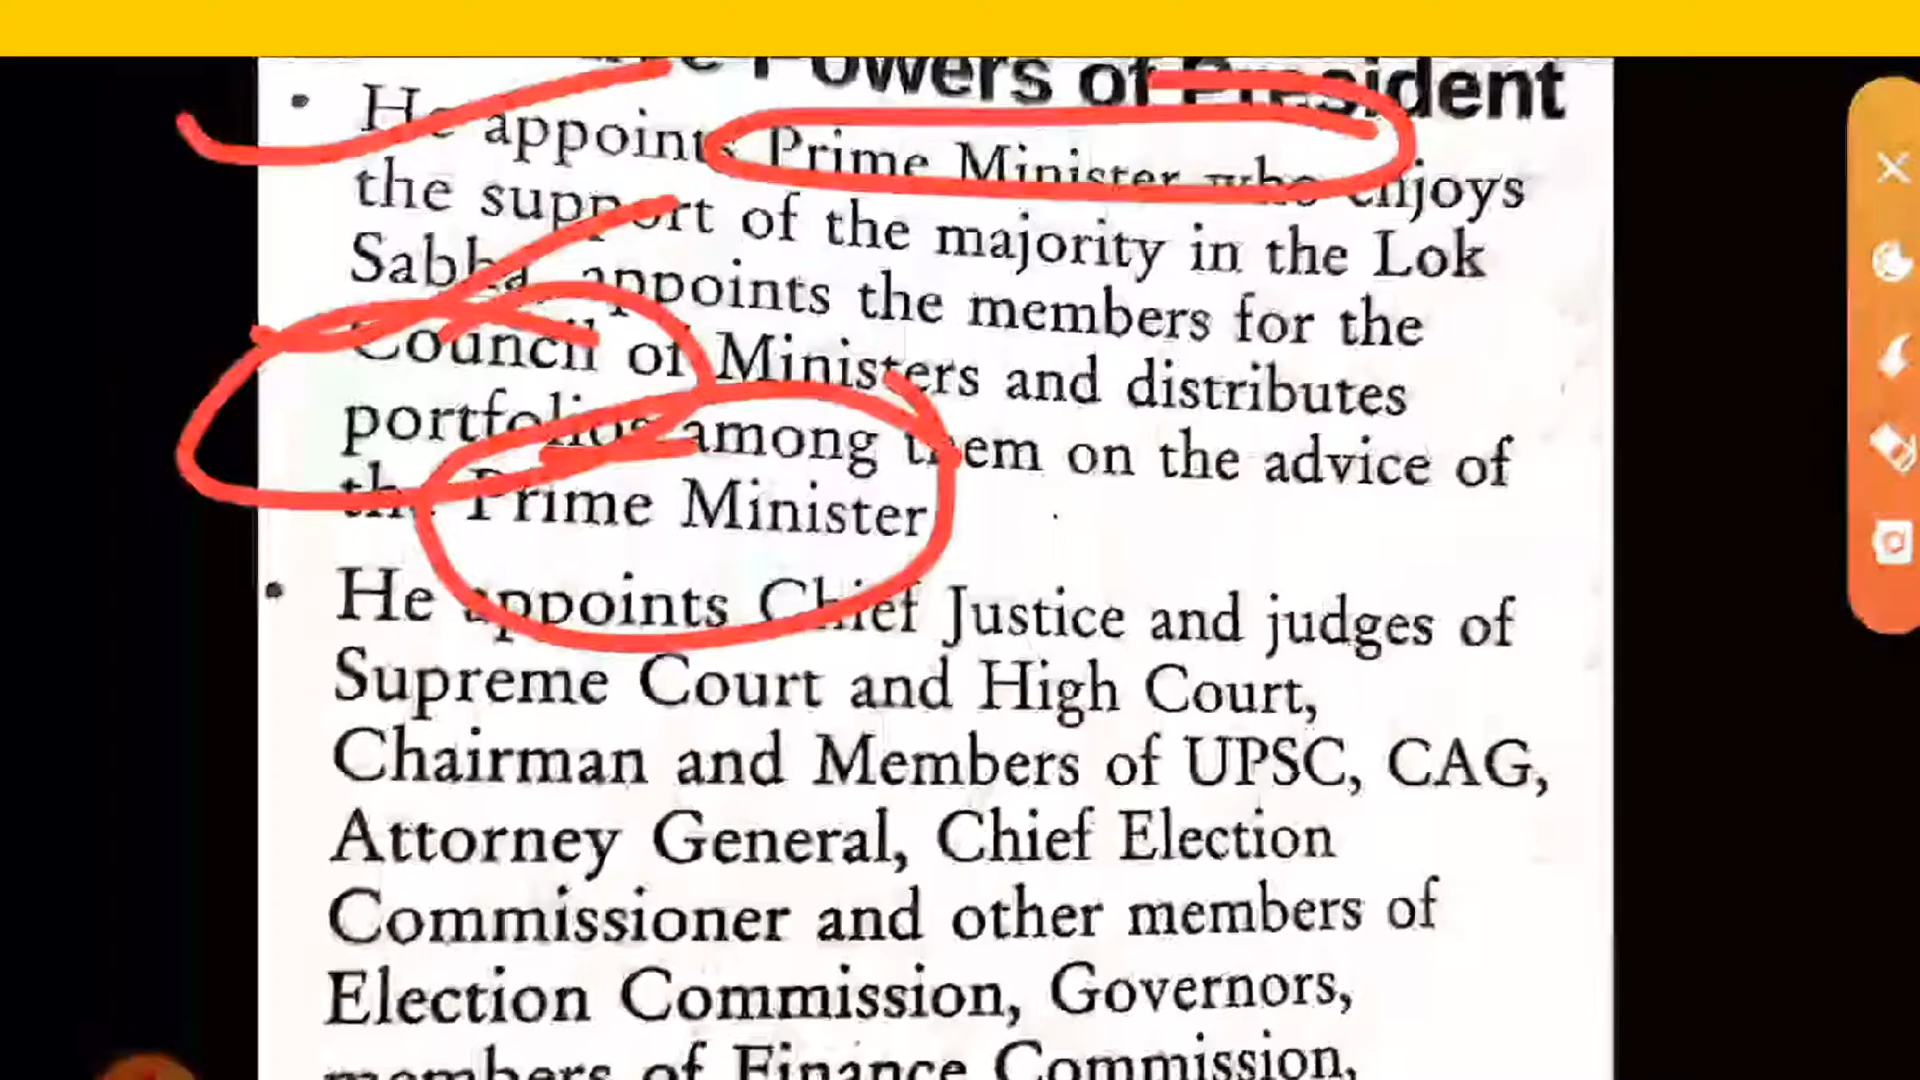 Powers of President
• He appoints Prime Minister who enjoys
the support of the majority in the Lok
Sabha, appoints the members for the
Council of Ministers and distributes
portfolios among them on the advice of
the Prime Minister
• He appoints Chief Justice and judges of
Supreme Court and High Court,
Chairman and Members of UPSC, CAG,
Attorney General, Chief Election
Commissioner and other members of
Election Commission, Governors,
members of Finance Commission,